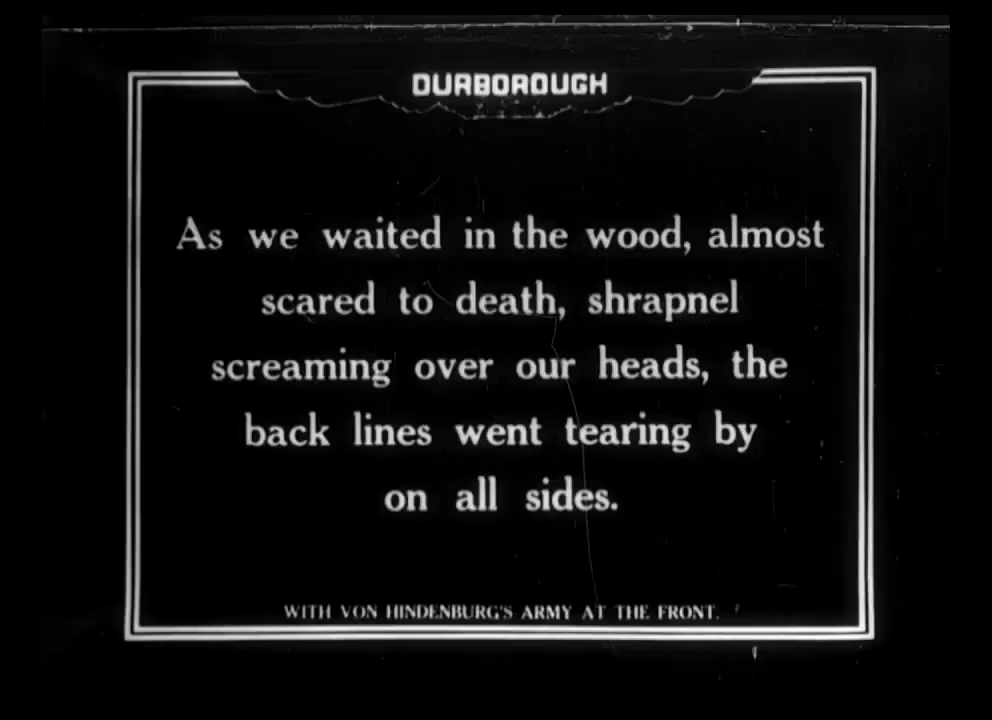 DURBOROUGH
As we waited in the wood, almost
scared to death, shrapnel
screaming over our heads, the
back lines went tearing by
on all sides.
WITH VON HINDENBURG'S ARMY AT THE FRONT.